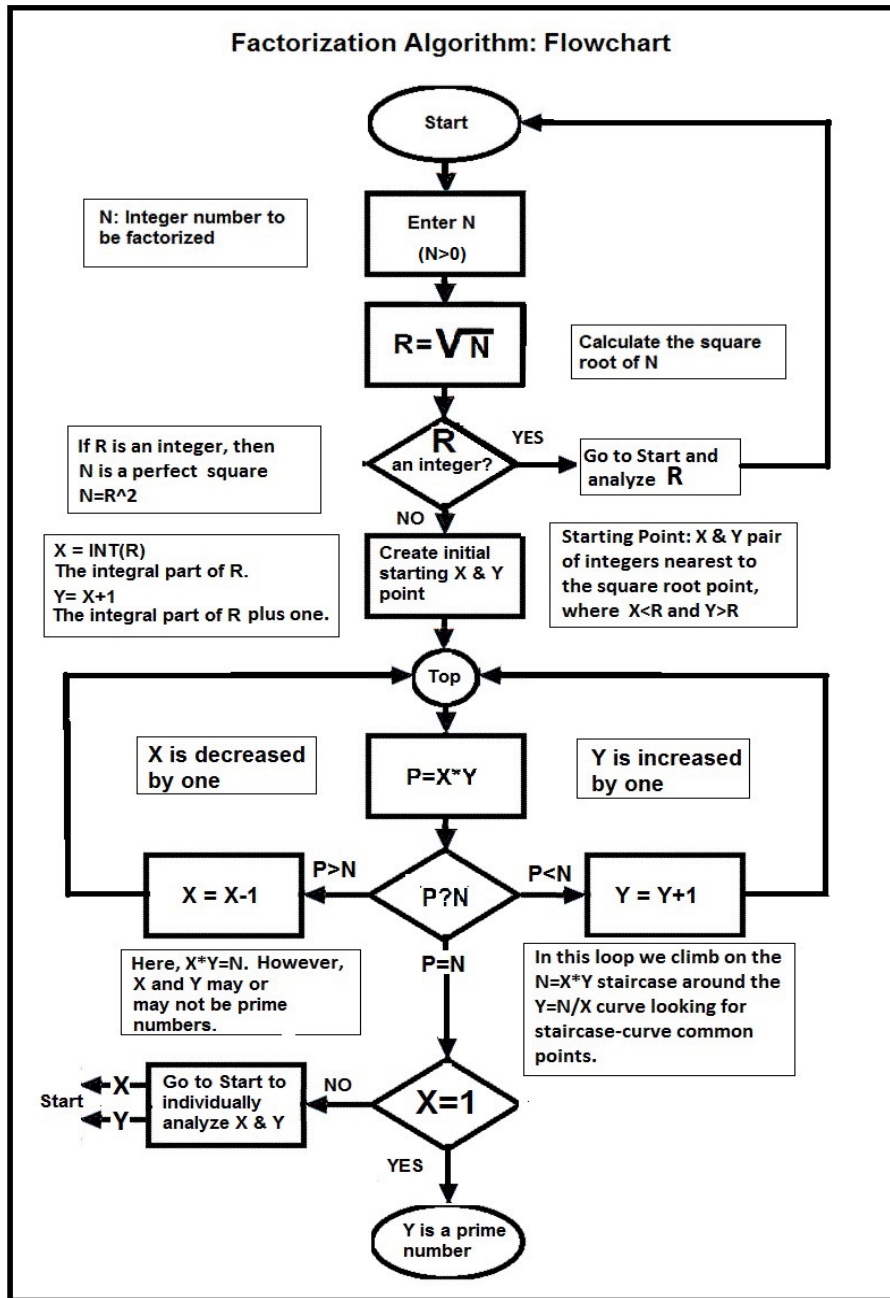 Factorization Algorithm: Flowchart
Start
N: Integer number to
be factorized
Enter N
(N>0)
R=√N
Calculate the square
root of N
If R is an integer, then
N is a perfect square
N=R^2
R
an integer?
YES
Go to Start and
analyze R
NO
X = INT(R)
The integral part of R.
Y= X+1
The integral part of R plus one.
Create initial
starting X & Y
point
Starting Point: X & Y pair
of integers nearest to
the square root point,
where X<R and Y>R
Top
X is decreased
by one
P=X*Y
Y is increased
by one
X = X-1
P>N
P?N
P<N
Y = Y+1
Here, X*Y=N. However,
X and Y may or
may not be prime
numbers.
P=N
In this loop we climb on the
N=X*Y staircase around the
Y=N/X curve looking for
staircase-curve common
points.
Start
X
Y
Go to Start to
individually
analyze X & Y
NO
X=1
YES
Y is a prime
number